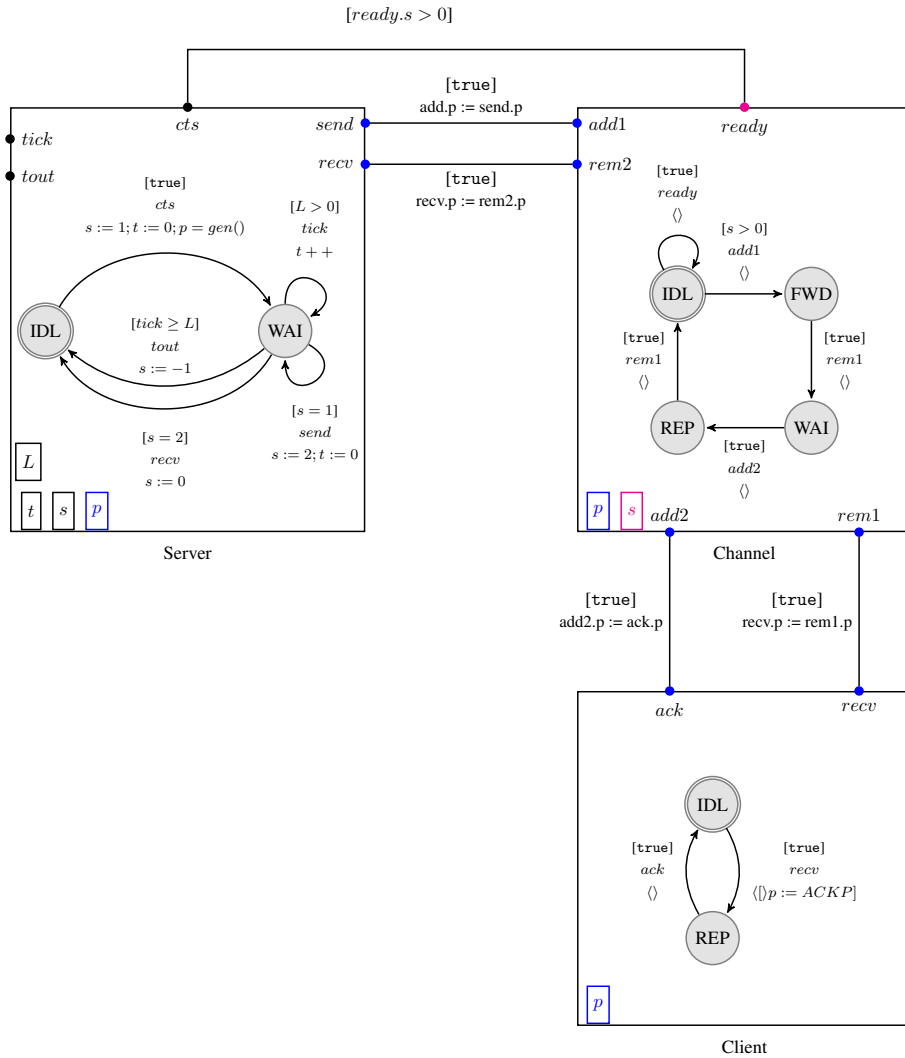 [ready.s > 0]
[true]
add.p := send.p
cts
send
add1
ready
tick
recv
rem2
tout
[true]
recv.p := rem2.p
[true]
cts
s := 1; t := 0; p = gen()
[L > 0]
tick
t + +
[true]
ready
⟨⟩
[s > 0]
add1
⟨⟩
IDL
FWD
IDL
WAI
[tick ≥ L]
tout
s := −1
[true]
rem1
⟨⟩
[true]
rem1
⟨⟩
[s = 2]
recv
s := 0
[s = 1]
send
s := 2; t := 0
REP
WAI
[true]
add2
⟨⟩
L
t
s
p
p
s
add2
rem1
Server
Channel
[true]
add2.p := ack.p
[true]
recv.p := rem1.p
ack
recv
IDL
[true]
ack
⟨⟩
[true]
recv
⟨[⟩p := ACKP]
REP
p
Client